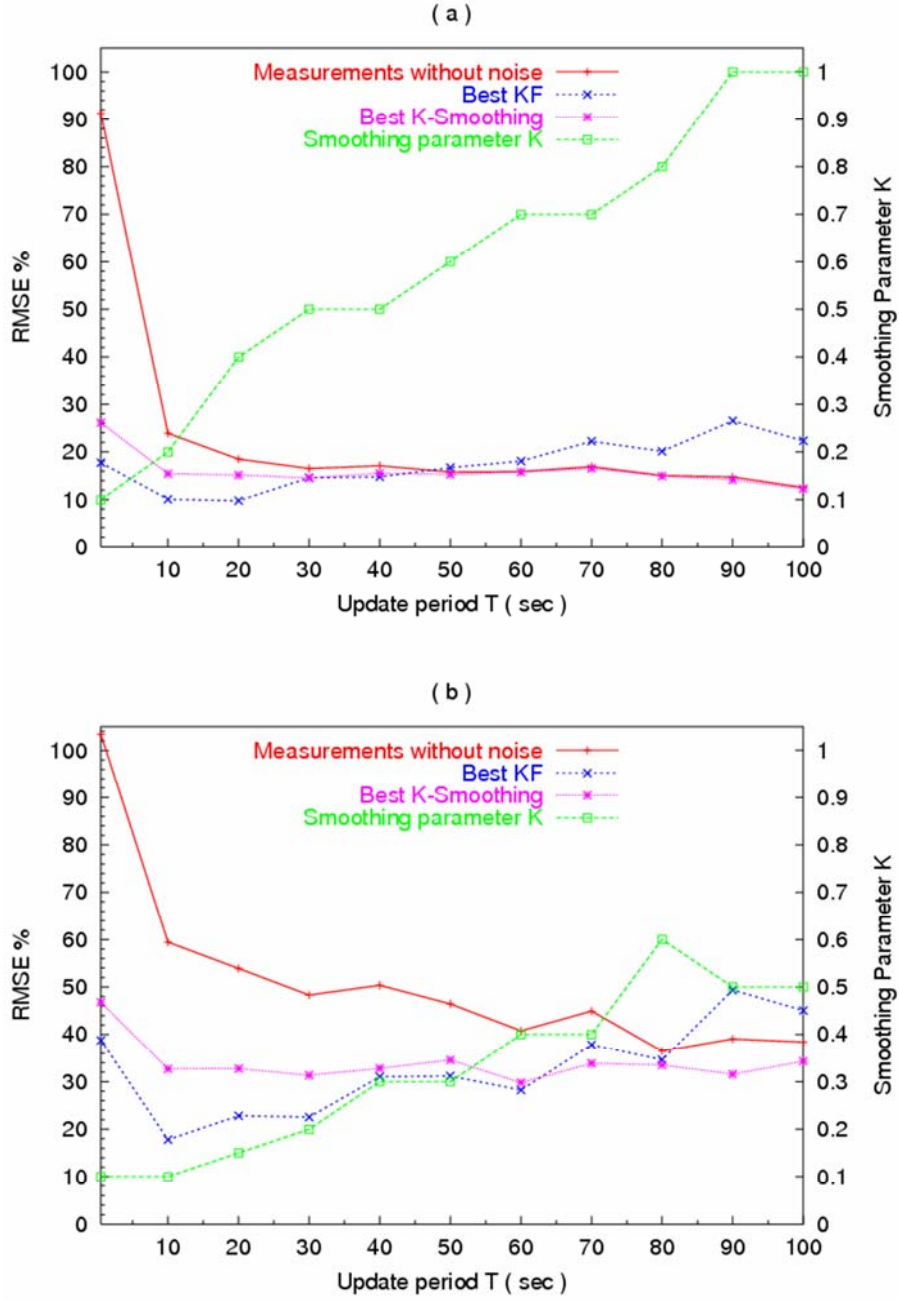 ( a )
Measurements without noise
Best KF
Best K-Smoothing
Smoothing parameter K
RMSE %
100
90
80
70
60
50
40
30
20
10
0
1
0.9
0.8
0.7
0.6
0.5
0.4
0.3
0.2
0.1
0
Smoothing Parameter K
10 20 30 40 50 60 70 80 90 100
Update period T ( sec )
( b )
Measurements without noise
Best KF
Best K-Smoothing
Smoothing parameter K
RMSE %
100
90
80
70
60
50
40
30
20
10
0
1
0.9
0.8
0.7
0.6
0.5
0.4
0.3
0.2
0.1
0
Smoothing Parameter K
10 20 30 40 50 60 70 80 90 100
Update period T ( sec )